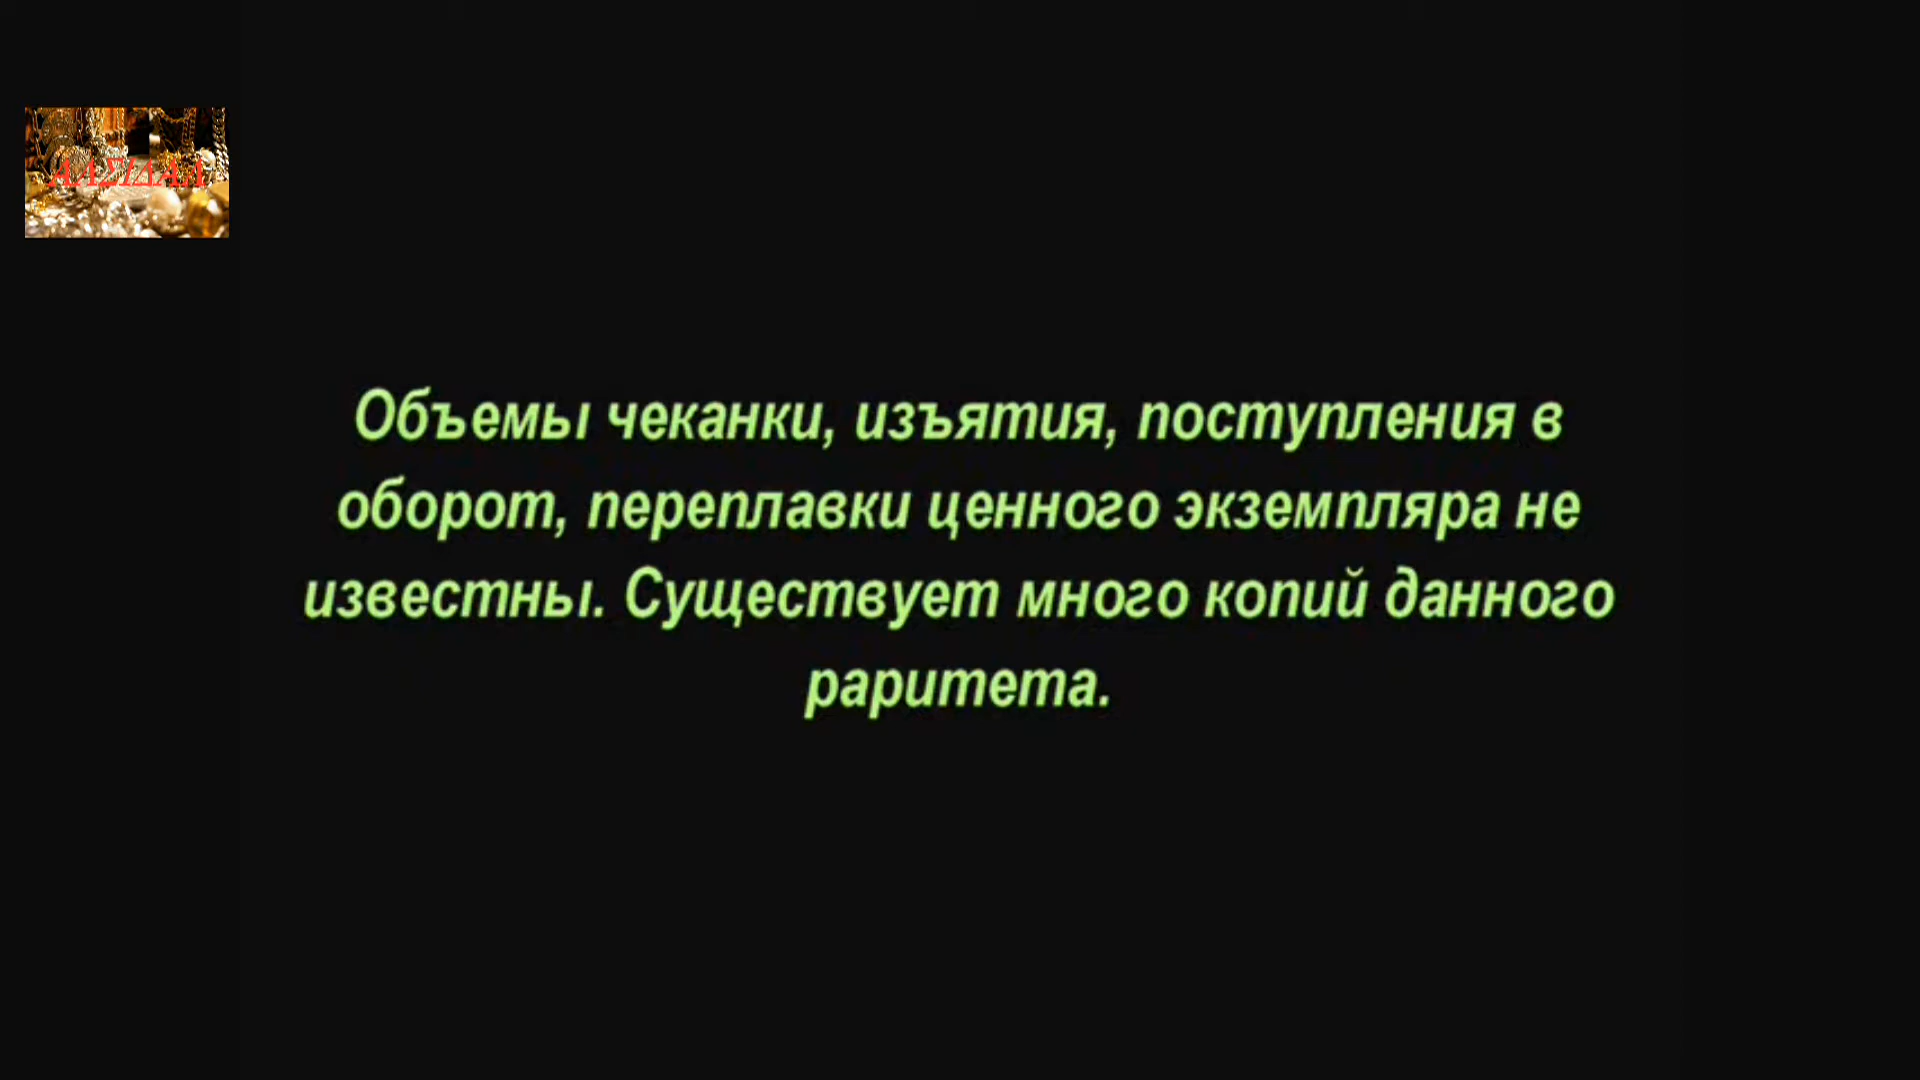 Объемы чеканки, изъятия, поступления в
оборот, переплавки ценного экземпляра не
известны. Существует много копий данного
раритета.